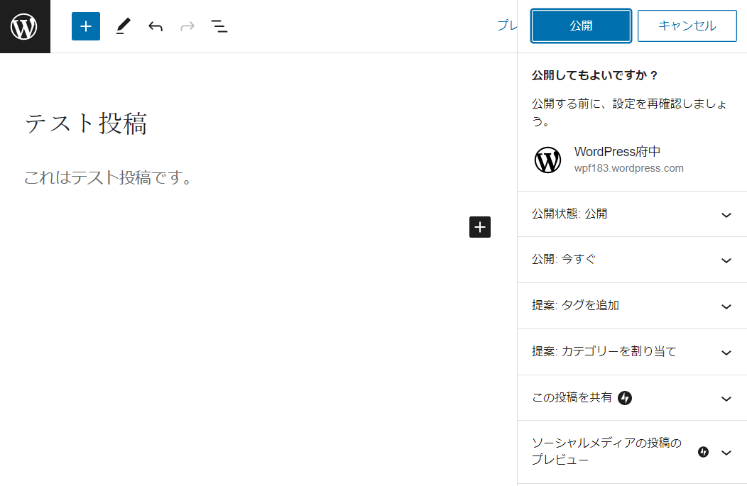 プレ
公開
キャンセル
テスト投稿
これはテスト投稿です。
公開してもよいですか ?
公開する前に、設定を再確認しましょ
う。
WordPress府中
wpf183.wordpress.com
公開状態: 公開
公開: 今すぐ
提案: タグを追加
提案: カテゴリーを割り当て
この投稿を共有
ソーシャルメディアの投稿の
プレビュー